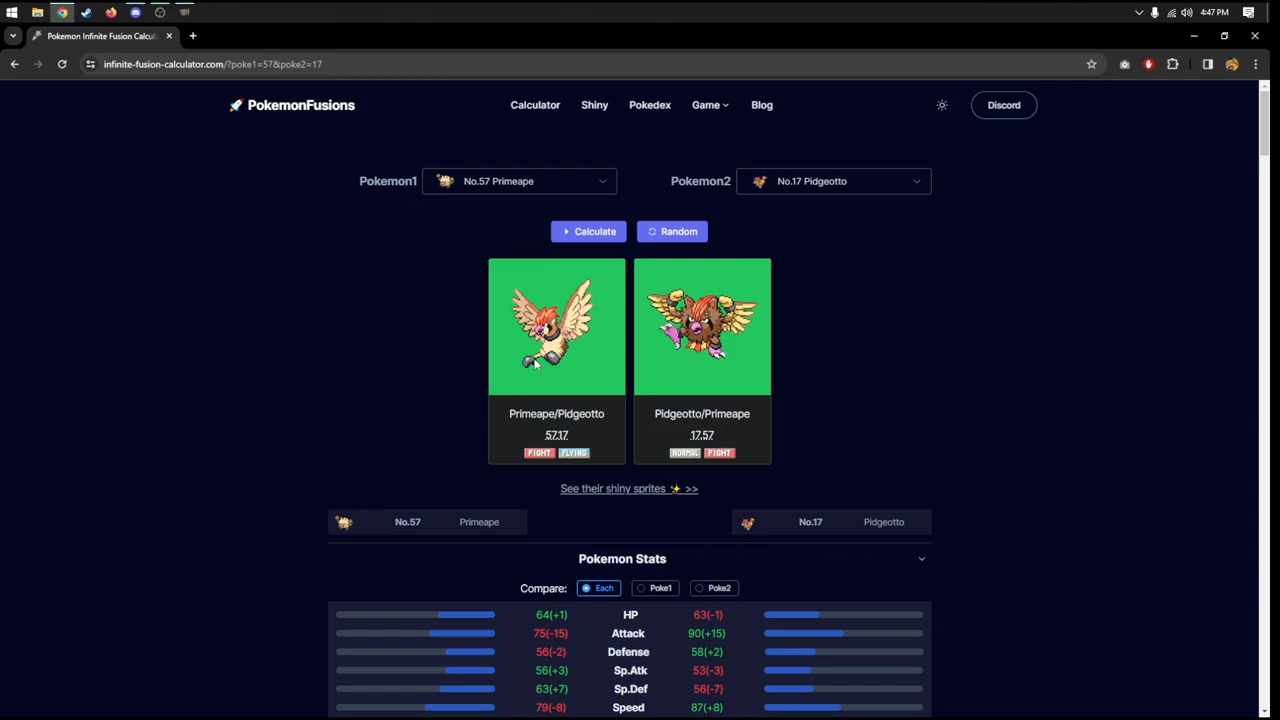 4:47 PM
Pokemon Infinite Fusion Calcula
infinite-fusion-calculator.com/?poke1=57&poke2=17
PokemonFusions
Calculator
Shiny
Pokedex
Game
Blog
Discord
Pokemon1
No.57 Primeape
Pokemon2
No.17 Pidgeotto
Calculate
Random
Primeape/Pidgeotto
57.17
FIGHT FLYING
Pidgeotto/Primeape
17.57
NORMAL FIGHT
See their shiny sprites ✨ >>
No.57 Primeape
No.17 Pidgeotto
Pokemon Stats
Compare: Each Poke1 Poke2
64(+1) HP 63(-1)
75(-15) Attack 90(+15)
56(-2) Defense 58(+2)
56(+3) Sp.Atk 53(-3)
63(+7) Sp.Def 56(-7)
79(-8) Speed 87(+8)